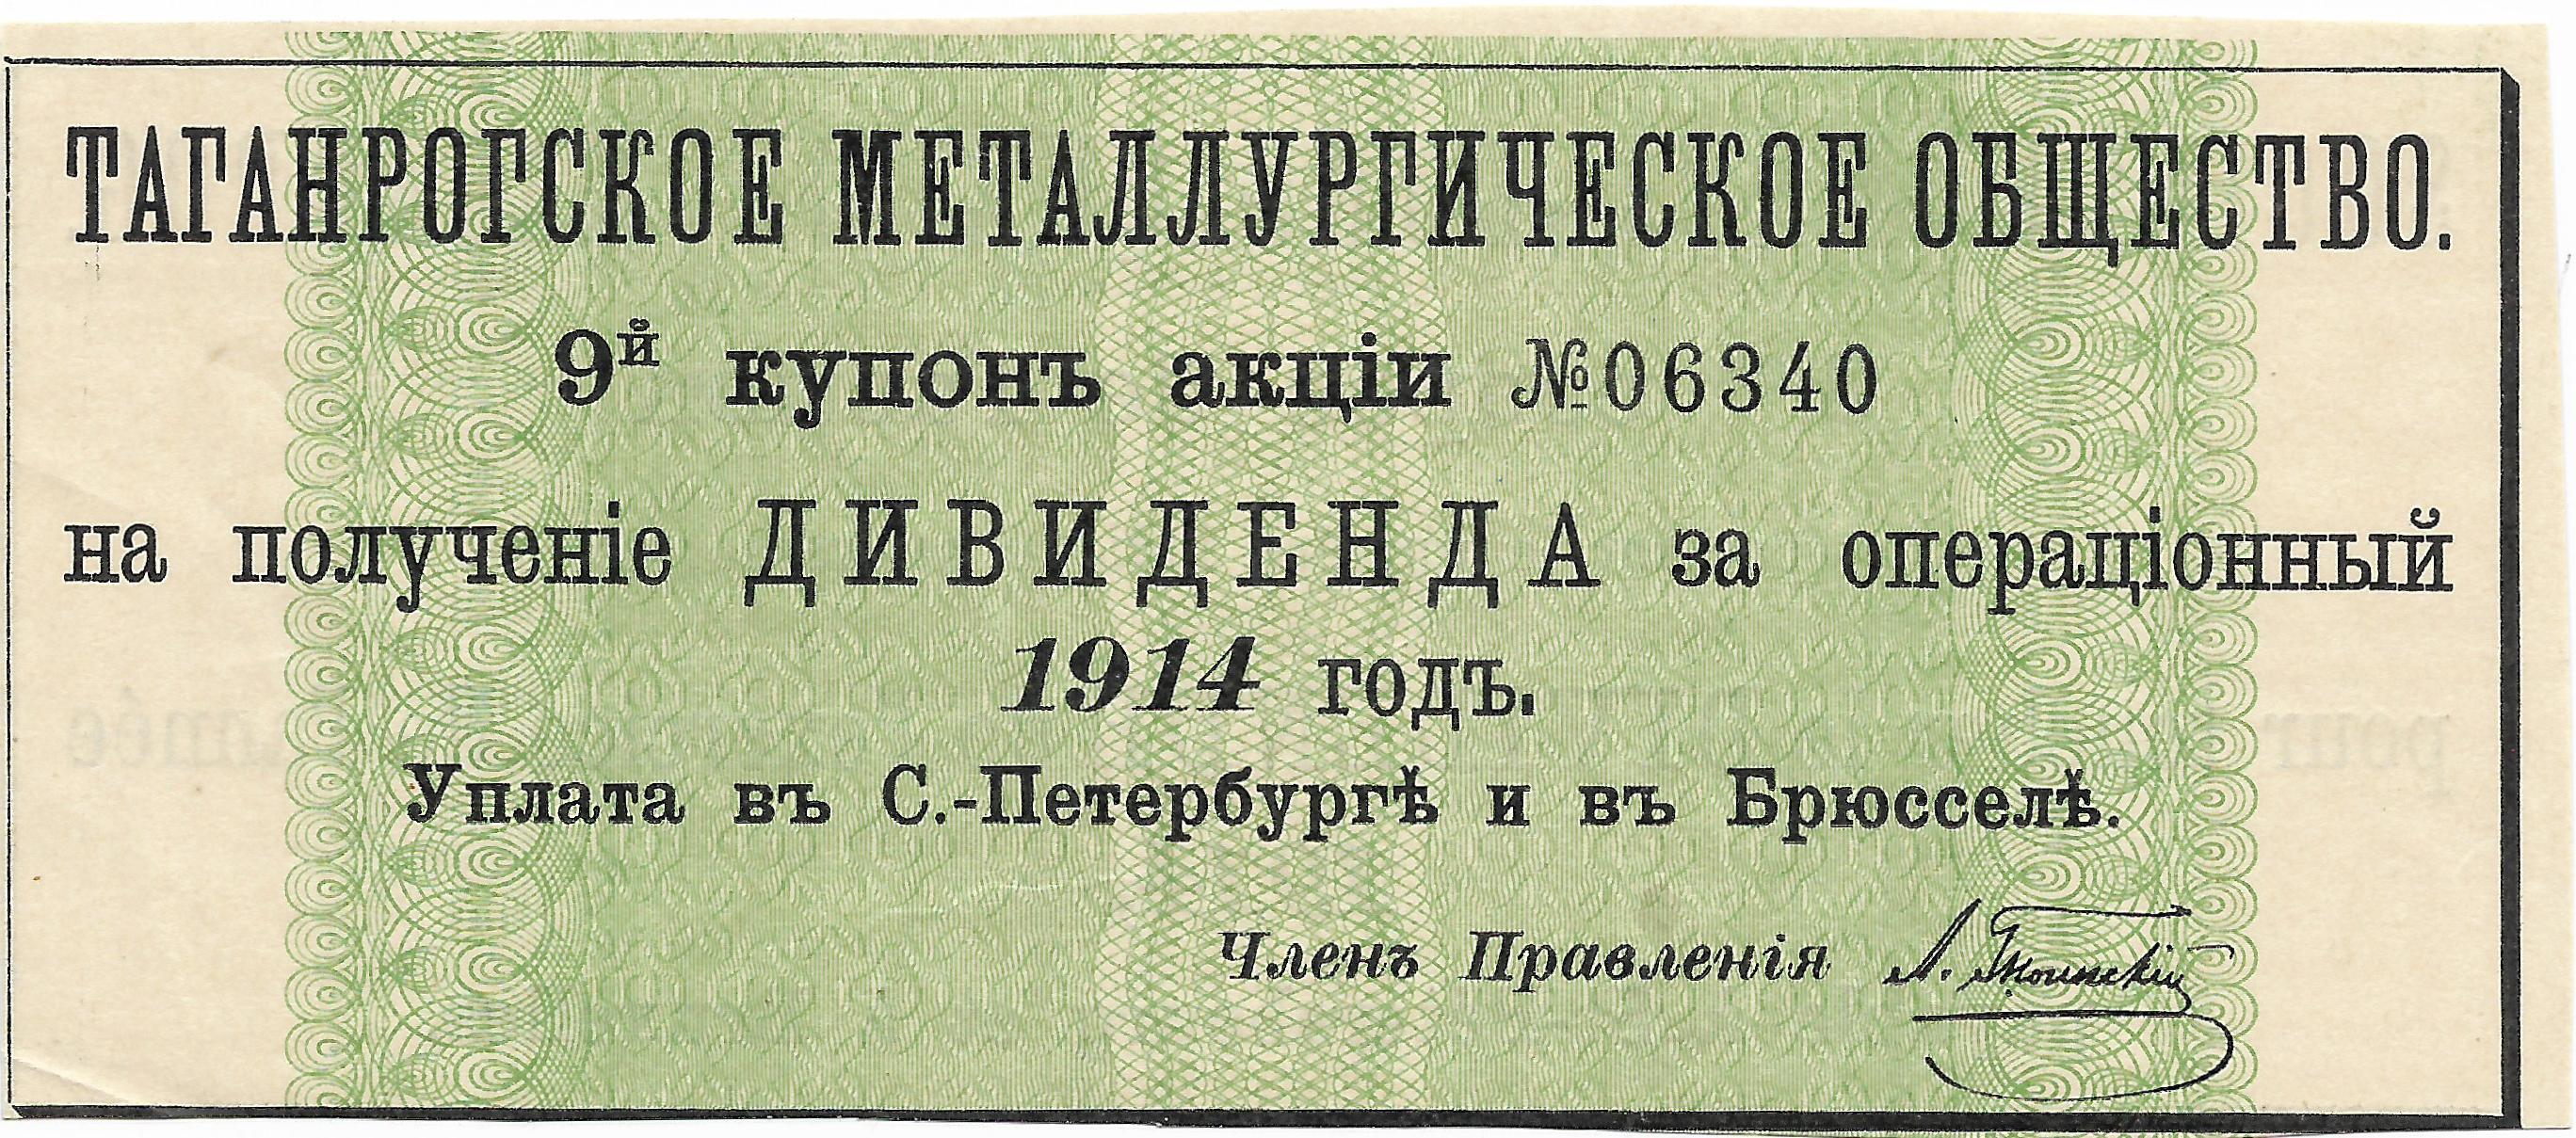 ТАГАНРОГСКОЕ МЕТАЛЛУРГИЧЕСКОЕ ОБЩЕСТВО.
9й купонъ акціи №06340
на полученіе ДИВИДЕНДА за операціонный
1914 годъ.
Уплата въ С.-Петербургѣ и въ Брюсселѣ.
Членъ Правленія